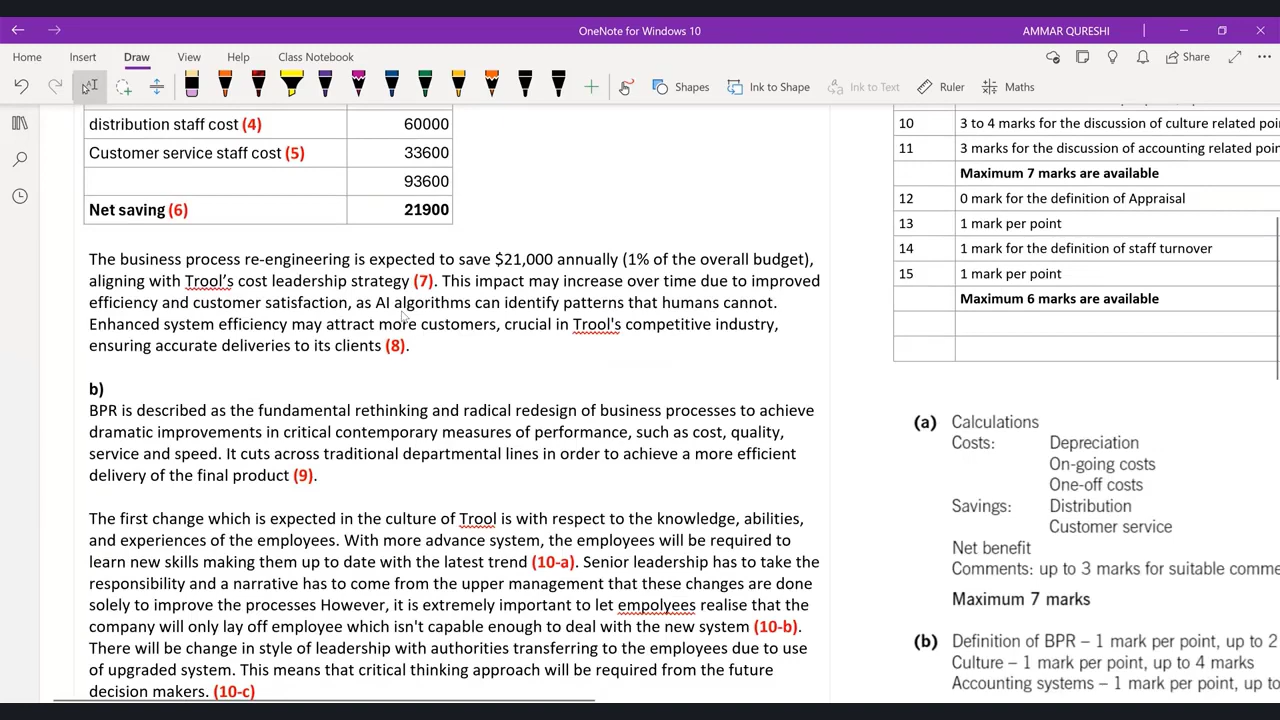 OneNote for Windows 10
AMMAR QURESHI
Home Insert Draw View Help Class Notebook
Share
Shapes Ink to Shape Ink to Text Ruler Maths
distribution staff cost (4) 60000
Customer service staff cost (5) 33600
93600
Net saving (6) 21900
The business process re-engineering is expected to save $21,000 annually (1% of the overall budget),
aligning with Trool's cost leadership strategy (7). This impact may increase over time due to improved
efficiency and customer satisfaction, as AI algorithms can identify patterns that humans cannot.
Enhanced system efficiency may attract more customers, crucial in Trool's competitive industry,
ensuring accurate deliveries to its clients (8).
b)
BPR is described as the fundamental rethinking and radical redesign of business processes to achieve
dramatic improvements in critical contemporary measures of performance, such as cost, quality,
service and speed. It cuts across traditional departmental lines in order to achieve a more efficient
delivery of the final product (9).
The first change which is expected in the culture of Trool is with respect to the knowledge, abilities,
and experiences of the employees. With more advance system, the employees will be required to
learn new skills making them up to date with the latest trend (10-a). Senior leadership has to take the
responsibility and a narrative has to come from the upper management that these changes are done
solely to improve the processes However, it is extremely important to let empolyees realise that the
company will only lay off employee which isn't capable enough to deal with the new system (10-b).
There will be change in style of leadership with authorities transferring to the employees due to use
of upgraded system. This means that critical thinking approach will be required from the future
decision makers. (10-c)
10 3 to 4 marks for the discussion of culture related poi
11 3 marks for the discussion of accounting related poin
Maximum 7 marks are available
12 0 mark for the definition of Appraisal
13 1 mark per point
14 1 mark for the definition of staff turnover
15 1 mark per point
Maximum 6 marks are available
(a) Calculations
Costs: Depreciation
On-going costs
One-off costs
Savings: Distribution
Customer service
Net benefit
Comments: up to 3 marks for suitable comme
Maximum 7 marks
(b) Definition of BPR – 1 mark per point, up to 2
Culture – 1 mark per point, up to 4 marks
Accounting systems – 1 mark per point, up to